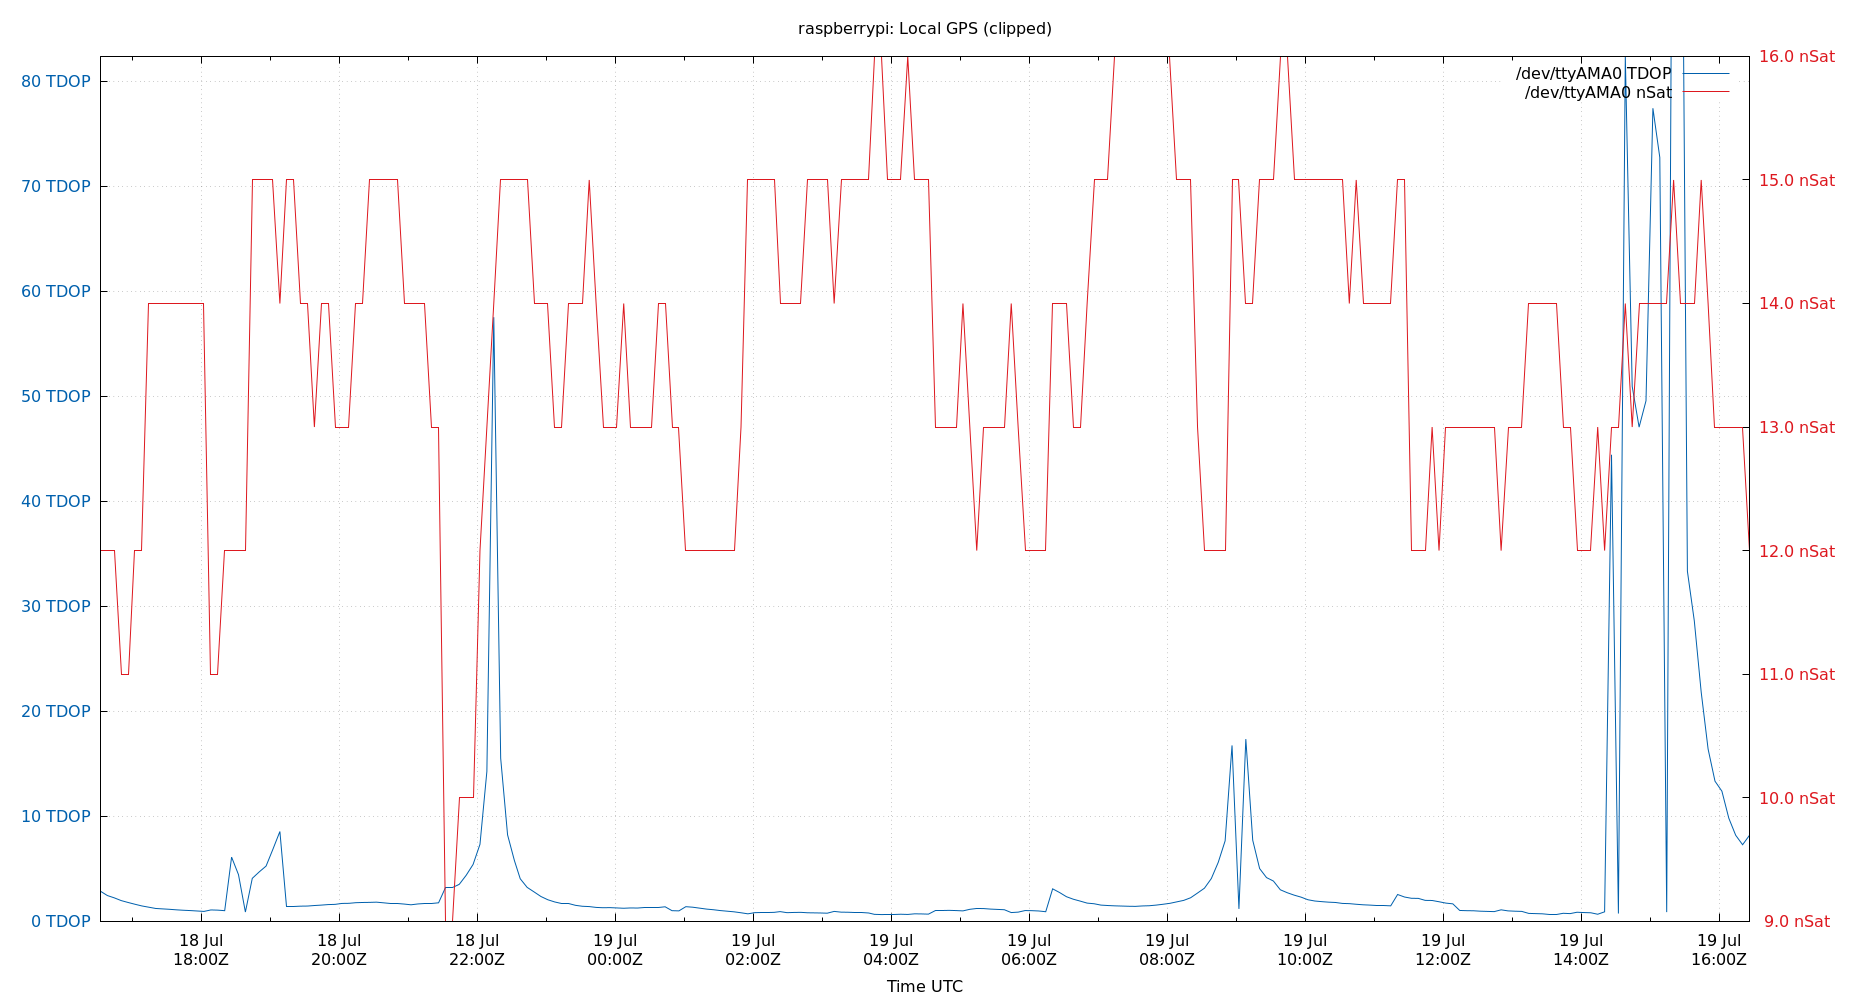 raspberrypi: Local GPS (clipped)
/dev/ttyAMA0 TDOP
/dev/ttyAMA0 nSat
80 TDOP
70 TDOP
60 TDOP
50 TDOP
40 TDOP
30 TDOP
20 TDOP
10 TDOP
0 TDOP
16.0 nSat
15.0 nSat
14.0 nSat
13.0 nSat
12.0 nSat
11.0 nSat
10.0 nSat
9.0 nSat
18 Jul
18:00Z
18 Jul
20:00Z
18 Jul
22:00Z
19 Jul
00:00Z
19 Jul
02:00Z
19 Jul
04:00Z
19 Jul
06:00Z
19 Jul
08:00Z
19 Jul
10:00Z
19 Jul
12:00Z
19 Jul
14:00Z
19 Jul
16:00Z
Time UTC